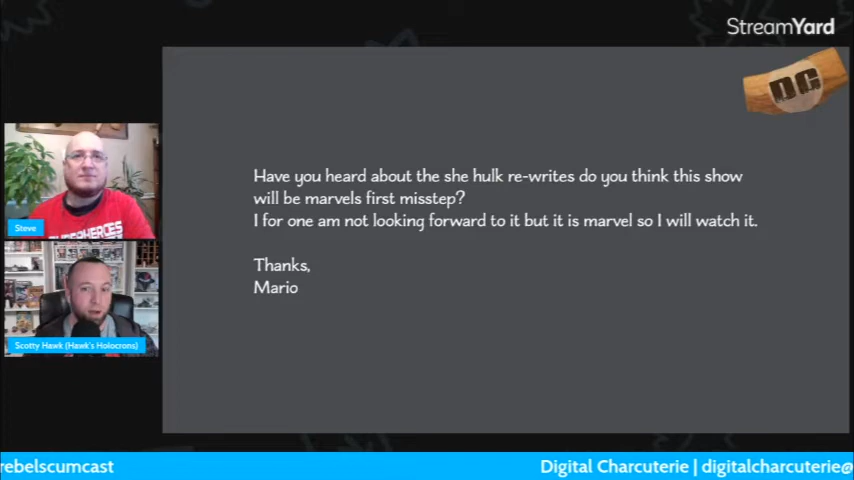 StreamYard
DC
Have you heard about the she hulk re-writes do you think this show
will be marvels first misstep?
I for one am not looking forward to it but it is marvel so I will watch it.
Thanks,
Mario
Steve
Scotty Hawk (Hawk's Holocrons)
rebelscumcast
Digital Charcuterie | digitalcharcuterie@